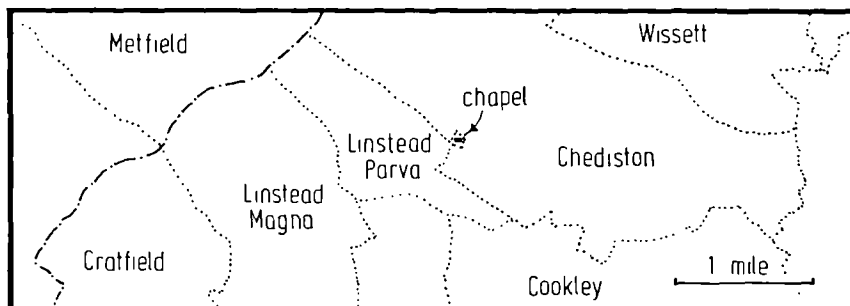 Metfield
Wissett
chapel
Linstead
Parva
Chediston
Linstead
Magna
Cratfield
Cookley
1 mile